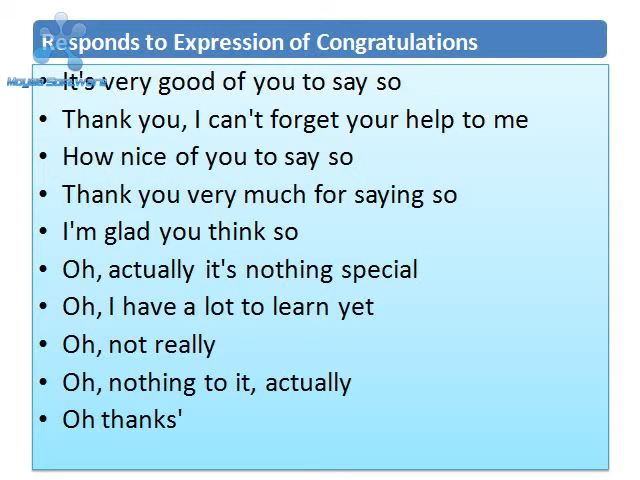 Responds to Expression of Congratulations
• It's very good of you to say so
• Thank you, I can't forget your help to me
• How nice of you to say so
• Thank you very much for saying so
• I'm glad you think so
• Oh, actually it's nothing special
• Oh, I have a lot to learn yet
• Oh, not really
• Oh, nothing to it, actually
• Oh thanks'